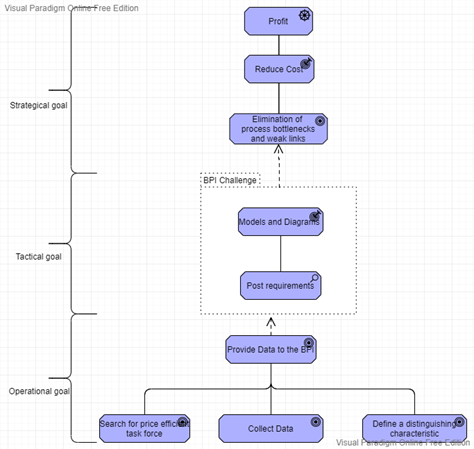 Visual Paradigm Online Free Edition
Profit
Reduce Cost
Strategical goal
Elimination of
process bottlenecks
and weak links
BPI Challenge
Models and Diagrams
Tactical goal
Post requirements
Provide Data to the BPI
Operational goal
Search for price efficient
task force
Collect Data
Define a distinguishing
characteristic
Visual Paradigm Online Free Edition